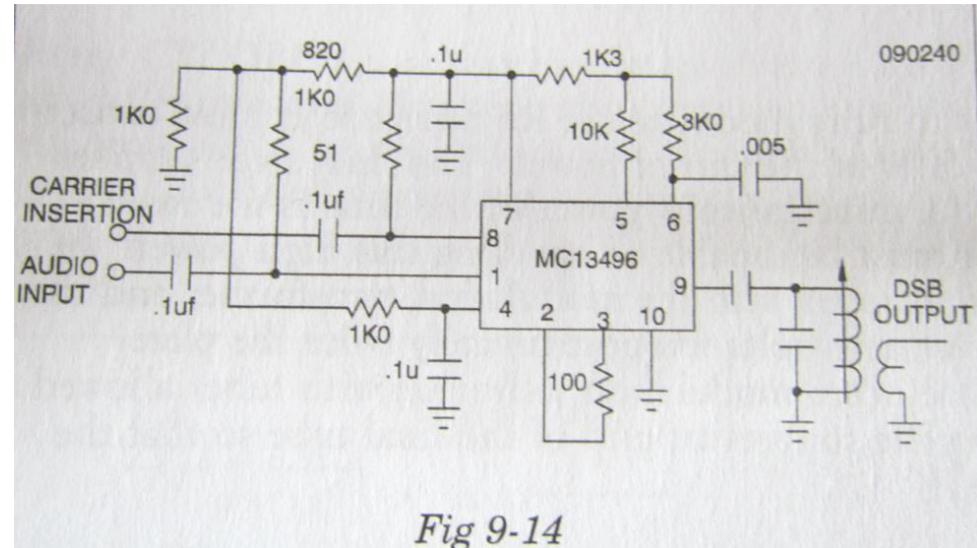 090240
820
.1u
1K3
1K0
1K0
10K
3K0
51
.005
CARRIER
INSERTION
.1uf
7
5
6
8
MC13496
AUDIO
INPUT
1
.1uf
4
2
3
10
9
DSB
OUTPUT
1K0
.1u
100
Fig 9-14